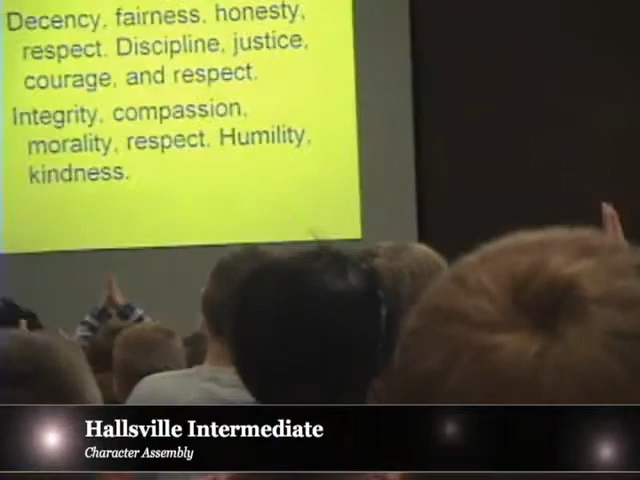 Decency, fairness, honesty,
respect. Discipline, justice,
courage, and respect.
Integrity, compassion,
morality, respect. Humility,
kindness.
Hallsville Intermediate
Character Assembly